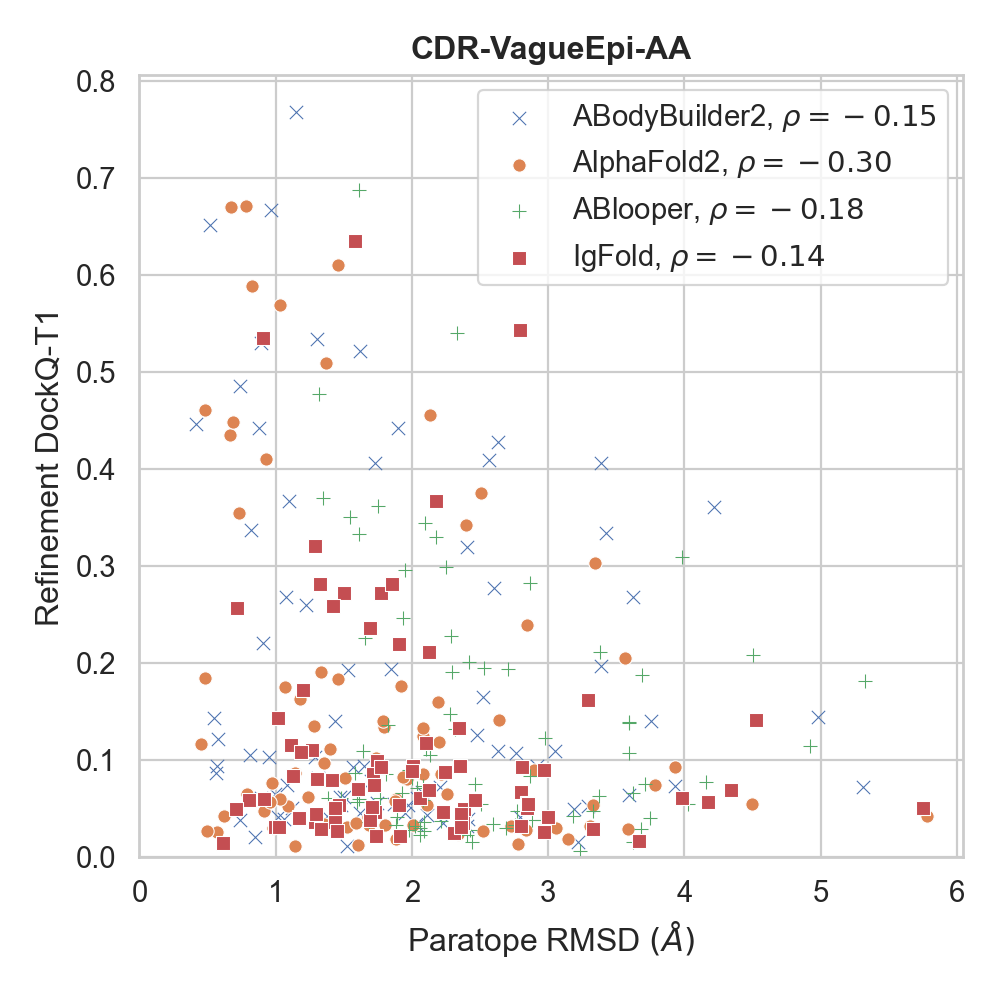 CDR-VagueEpi-AA
ABodyBuilder2, ρ = −0.15
AlphaFold2, ρ = −0.30
ABlooper, ρ = −0.18
IgFold, ρ = −0.14
Refinement DockQ-T1
0.8
0.7
0.6
0.5
0.4
0.3
0.2
0.1
0.0
0 1 2 3 4 5 6
Paratope RMSD (Å)